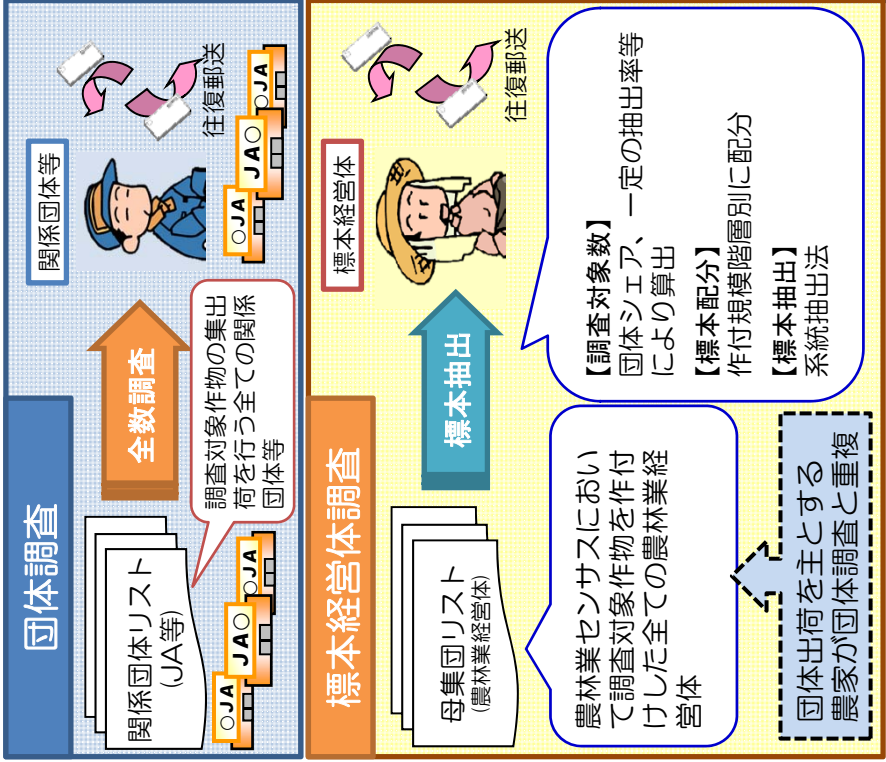 団体調査
関係団体リスト
(JA等)
○JA
JA○
○JA
全数調査
調査対象作物の集出
荷を行う全ての関係
団体等
関係団体等
往復郵送
○JA
JA○
○JA
標本経営体調査
母集団リスト
(農林業経営体)
農林業センサスにおい
て調査対象作物を作付
けした全ての農林業経
営体
団体出荷を主とする
農家が団体調査と重複
標本抽出
標本経営体
往復郵送
【調査対象数】
団体シェア、一定の抽出率等
により算出
【標本配分】
作付規模階層別に配分
【標本抽出】
系統抽出法